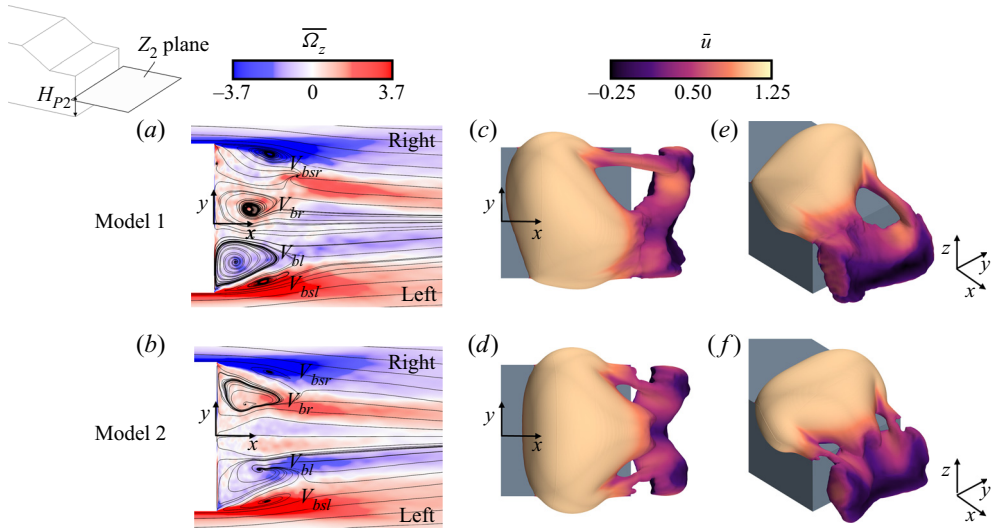 Z2 plane
HP2
Ωz
−3.7 0 3.7
ū
−0.25 0.50 1.25
(a)
Right
Vbsr
Vbr
Vbl
Vbsl
Left
y
x
Model 1
(c)
y
x
(e)
z
y
x
(b)
Right
Vbsr
Vbr
Vbl
Vbsl
Left
y
x
Model 2
(d)
y
x
(f)
z
y
x